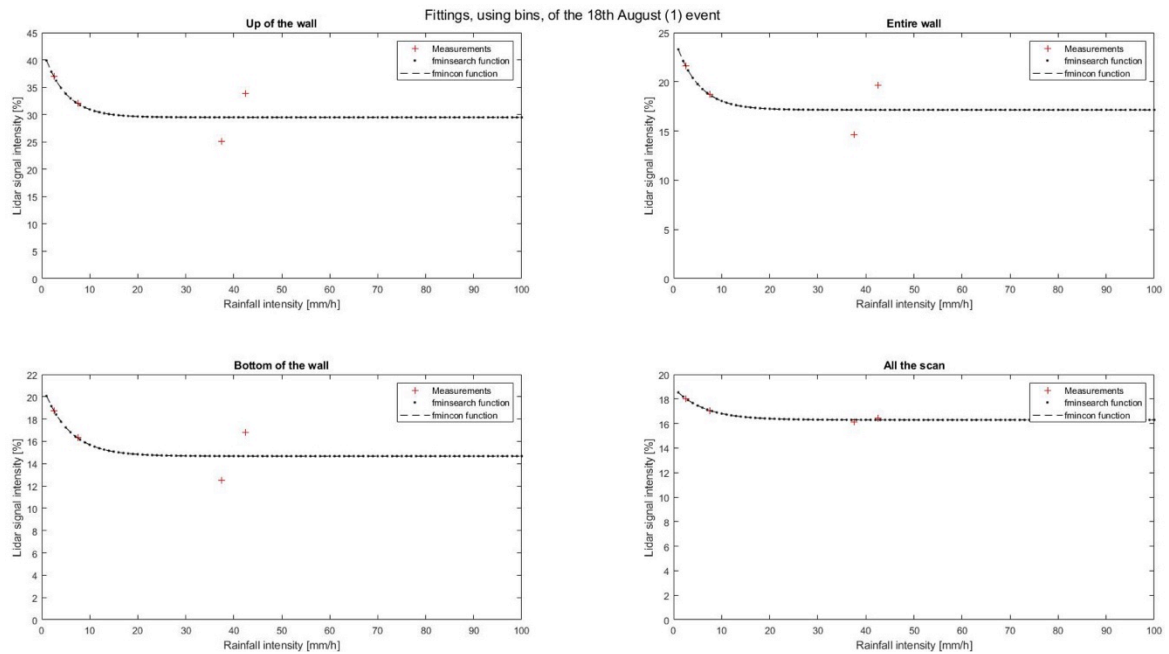 Fittings, using bins, of the 18th August (1) event
Up of the wall
45
40
35
30
25
20
15
10
5
0
Lidar signal intensity [%]
Measurements
fminsearch function
fmincon function
0 10 20 30 40 50 60 70 80 90 100
Rainfall intensity [mm/h]
Entire wall
25
20
15
10
5
0
Lidar signal intensity [%]
Measurements
fminsearch function
fmincon function
0 10 20 30 40 50 60 70 80 90 100
Rainfall intensity [mm/h]
Bottom of the wall
22
20
18
16
14
12
10
8
6
4
2
0
Lidar signal intensity [%]
Measurements
fminsearch function
fmincon function
0 10 20 30 40 50 60 70 80 90 100
Rainfall intensity [mm/h]
All the scan
20
18
16
14
12
10
8
6
4
2
0
Lidar signal intensity [%]
Measurements
fminsearch function
fmincon function
0 10 20 30 40 50 60 70 80 90 100
Rainfall intensity [mm/h]